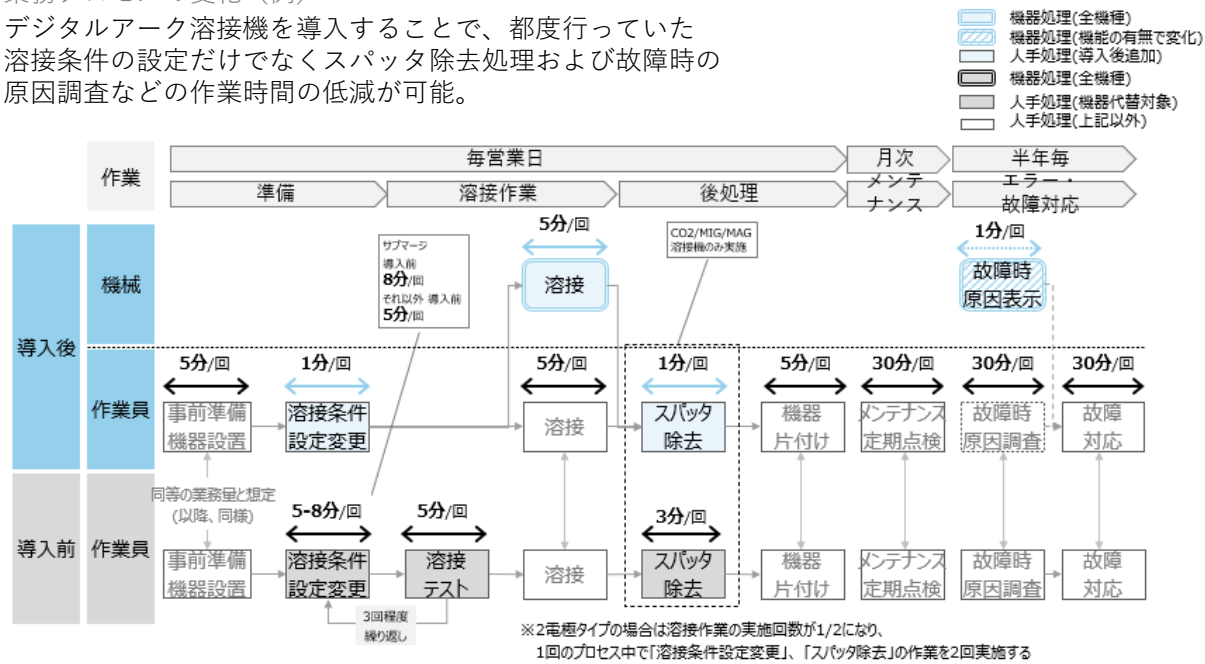 業務プロセスの変化（例）
デジタルアーク溶接機を導入することで、都度行っていた
溶接条件の設定だけでなくスパッタ除去処理および故障時の
原因調査などの作業時間の低減が可能。
機器処理(全機種)
機器処理(機能の有無で変化)
人手処理(導入後追加)
機器処理(全機種)
人手処理(機器代替対象)
人手処理(上記以外)
作業
毎営業日
月次
半年毎
準備
溶接作業
後処理
メンテ
ナンス
エラー・
故障対応
導入後
機械
サブマージ
導入前
8分/回
それ以外 導入前
5分/回
5分/回
溶接
CO2/MIG/MAG
溶接機のみ実施
1分/回
故障時
原因表示
作業員
5分/回
事前準備
機器設置
1分/回
溶接条件
設定変更
5分/回
溶接
1分/回
スパッタ
除去
5分/回
機器
片付け
30分/回
メンテナンス
定期点検
30分/回
故障時
原因調査
30分/回
故障
対応
同等の業務量と想定
(以降、同様)
導入前
作業員
事前準備
機器設置
5-8分/回
溶接条件
設定変更
5分/回
溶接
テスト
3回程度
繰り返し
溶接
3分/回
スパッタ
除去
機器
片付け
メンテナンス
定期点検
故障時
原因調査
故障
対応
※2電極タイプの場合は溶接作業の実施回数が1/2になり、
1回のプロセス中で「溶接条件設定変更」、「スパッタ除去」の作業を2回実施する